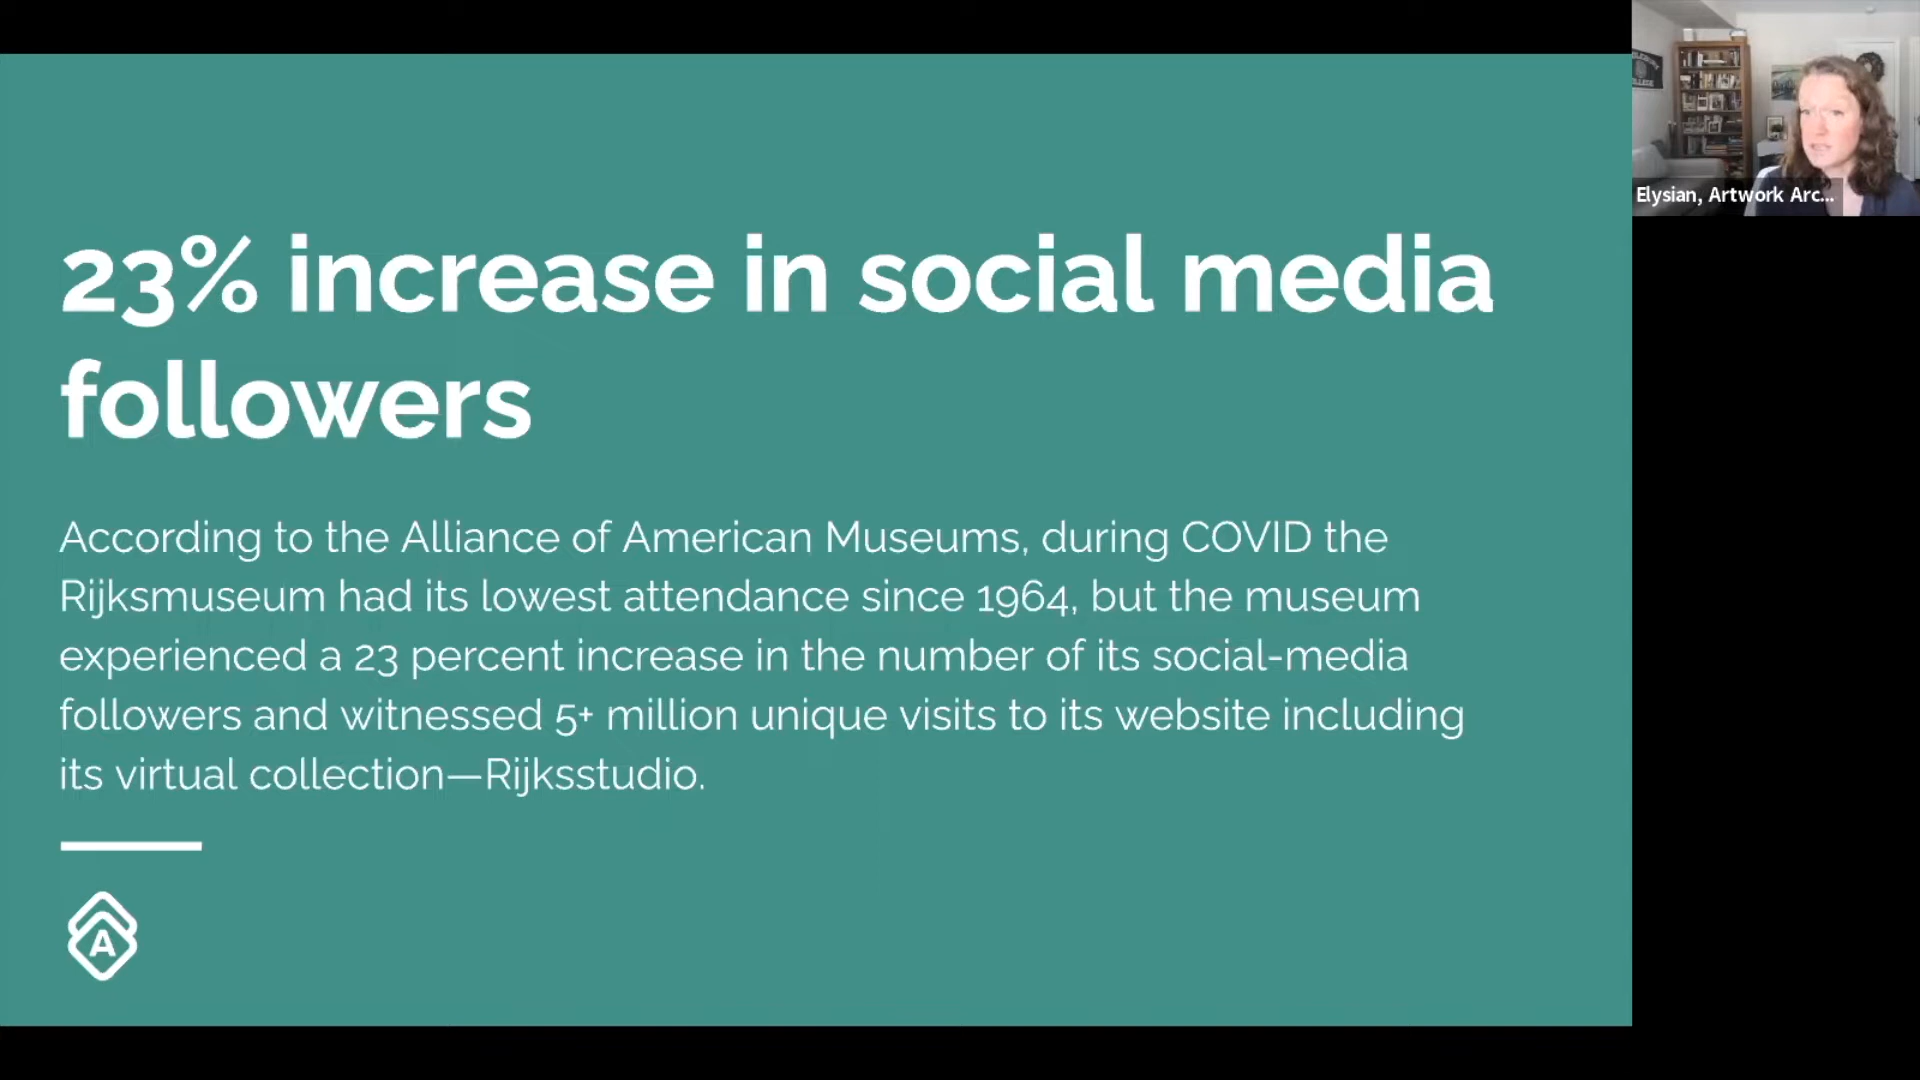 23% increase in social media
followers
According to the Alliance of American Museums, during COVID the
Rijksmuseum had its lowest attendance since 1964, but the museum
experienced a 23 percent increase in the number of its social-media
followers and witnessed 5+ million unique visits to its website including
its virtual collection—Rijksstudio.
A
Elysian, Artwork Arc...
COLLEGE